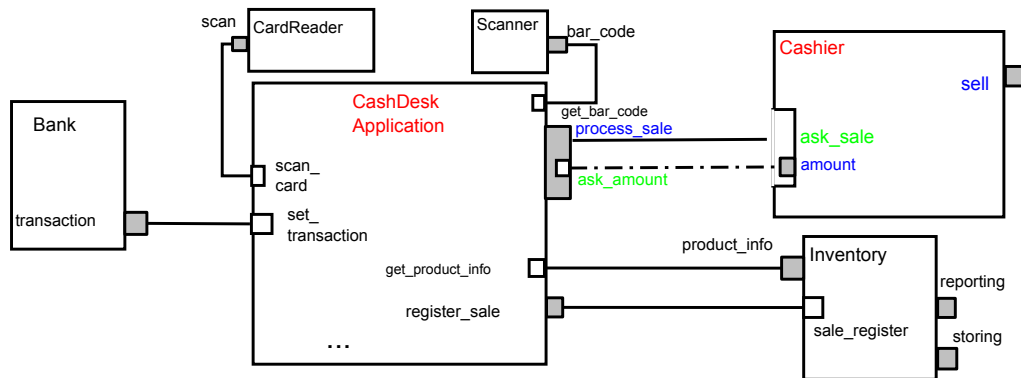 scan
CardReader
Scanner
bar_code
Cashier
sell
CashDesk
Application
get_bar_code
process_sale
ask_sale
Bank
amount
ask_amount
scan_
card
transaction
set_
transaction
product_info
Inventory
get_product_info
reporting
register_sale
sale_register
storing
...